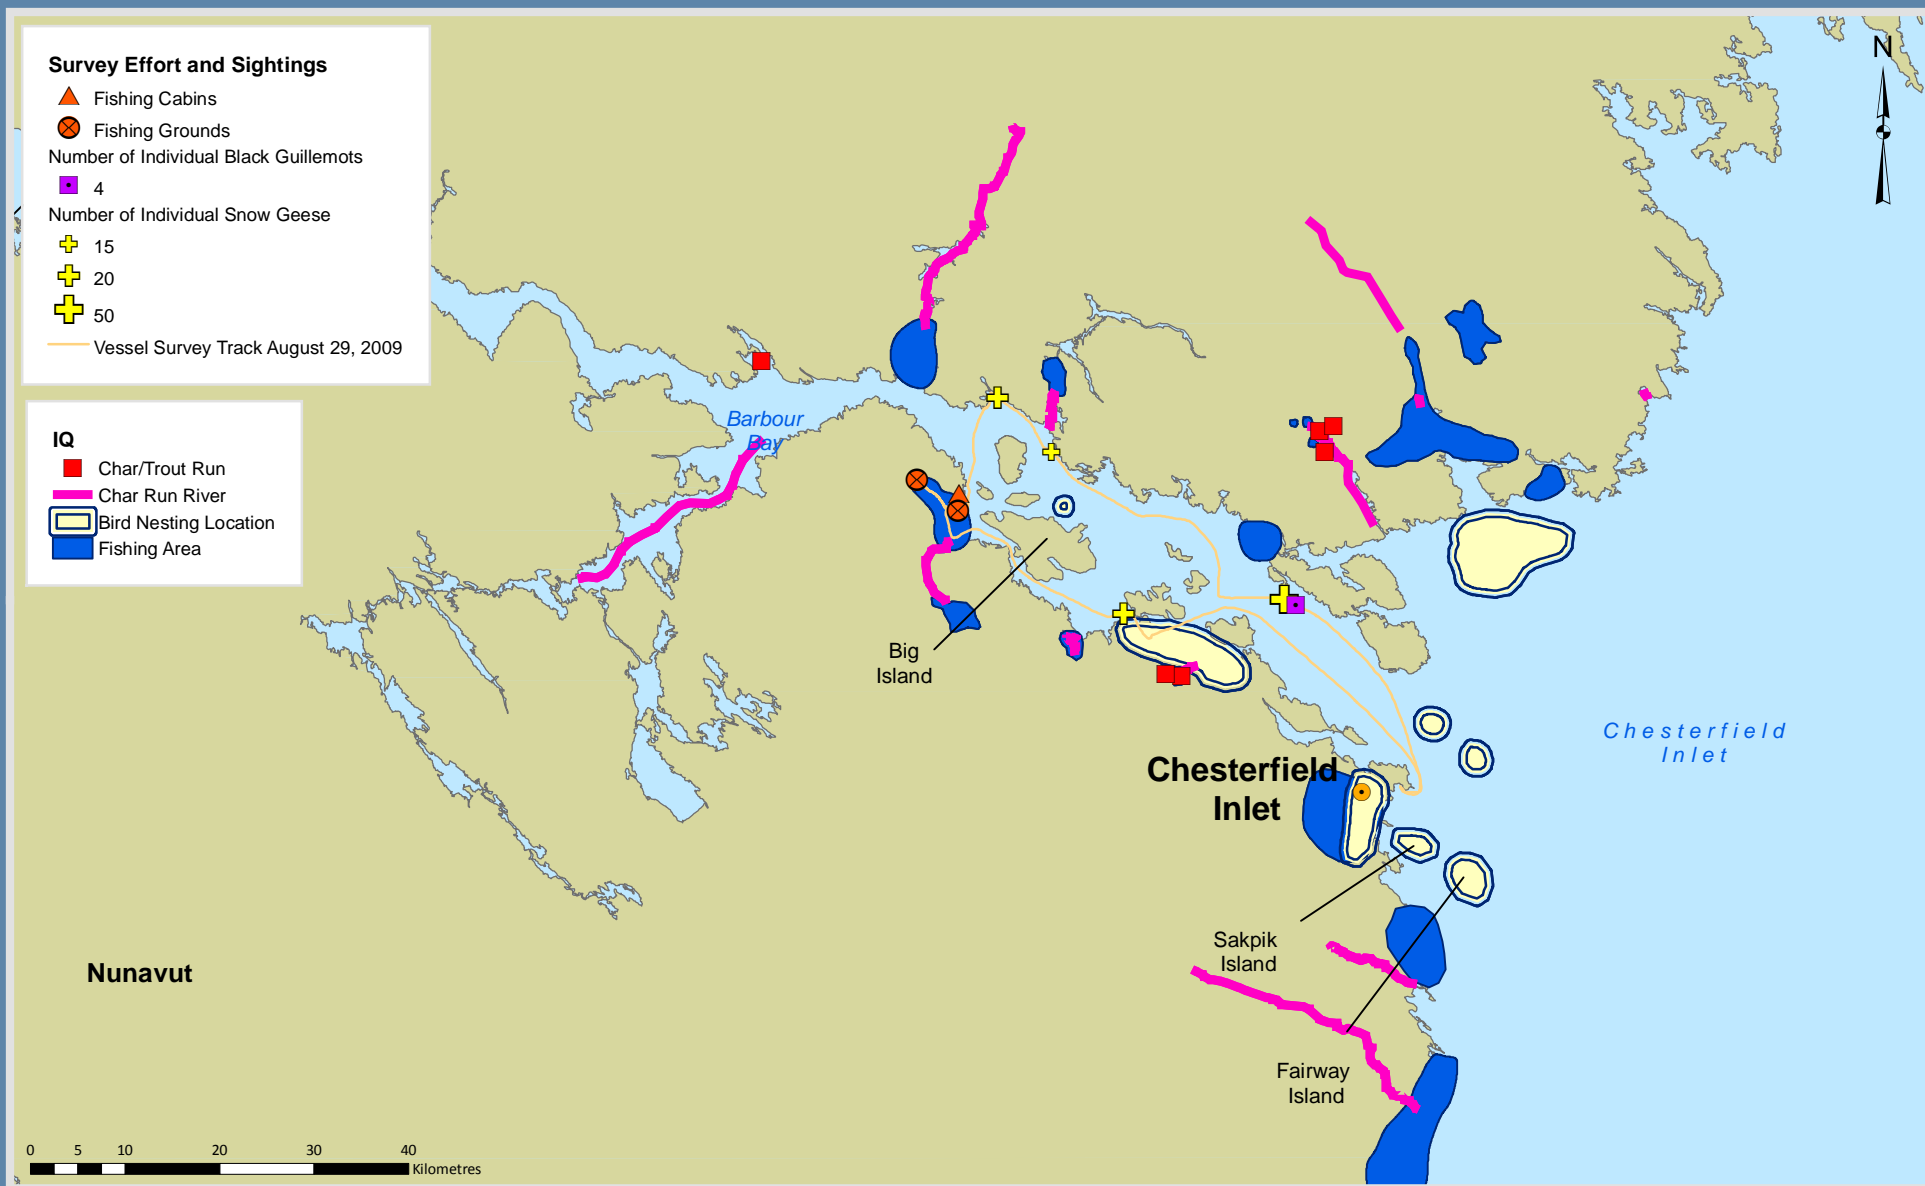 Survey Effort and Sightings
Fishing Cabins
Fishing Grounds
Number of Individual Black Guillemots
4
Number of Individual Snow Geese
15
20
50
Vessel Survey Track August 29, 2009
IQ
Char/Trout Run
Char Run River
Bird Nesting Location
Fishing Area
N
Barbour
Bay
Big
Island
Chesterfield
Inlet
Chesterfield
Inlet
Sakpik
Island
Nunavut
Fairway
Island
0 5 10 20 30 40
Kilometres